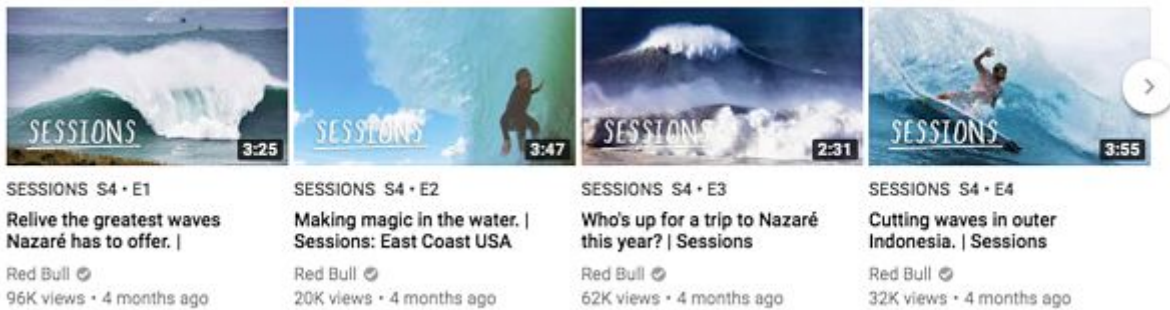 SESSIONS
3:25
SESSIONS S4 • E1
Relive the greatest waves
Nazaré has to offer. |
Red Bull
96K views • 4 months ago
SESSIONS
3:47
SESSIONS S4 • E2
Making magic in the water. |
Sessions: East Coast USA
Red Bull
20K views • 4 months ago
SESSIONS
2:31
SESSIONS S4 • E3
Who's up for a trip to Nazaré
this year? | Sessions
Red Bull
62K views • 4 months ago
SESSIONS
3:55
SESSIONS S4 • E4
Cutting waves in outer
Indonesia. | Sessions
Red Bull
32K views • 4 months ago